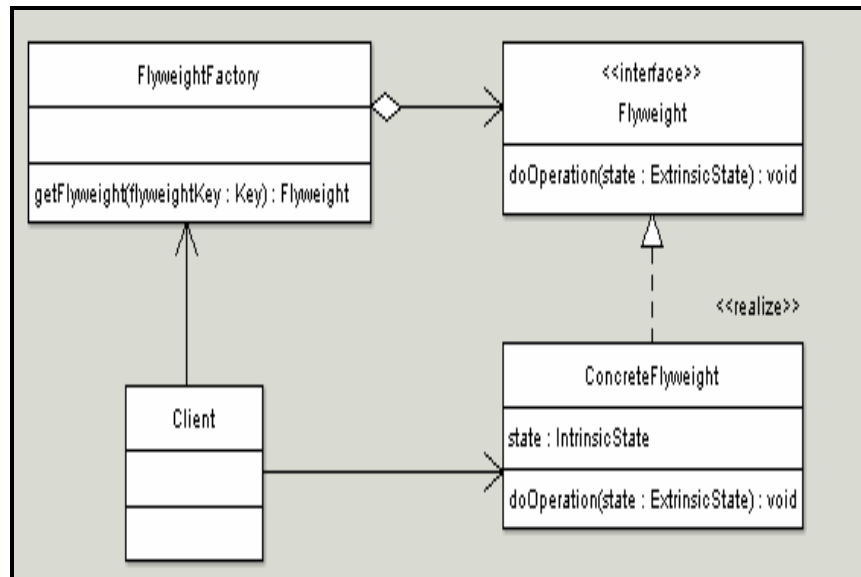 FlyweightFactory
getFlyweight(flyweightKey : Key) : Flyweight
<<interface>>
Flyweight
doOperation(state : ExtrinsicState) : void
<<realize>>
Client
ConcreteFlyweight
state : IntrinsicState
doOperation(state : ExtrinsicState) : void